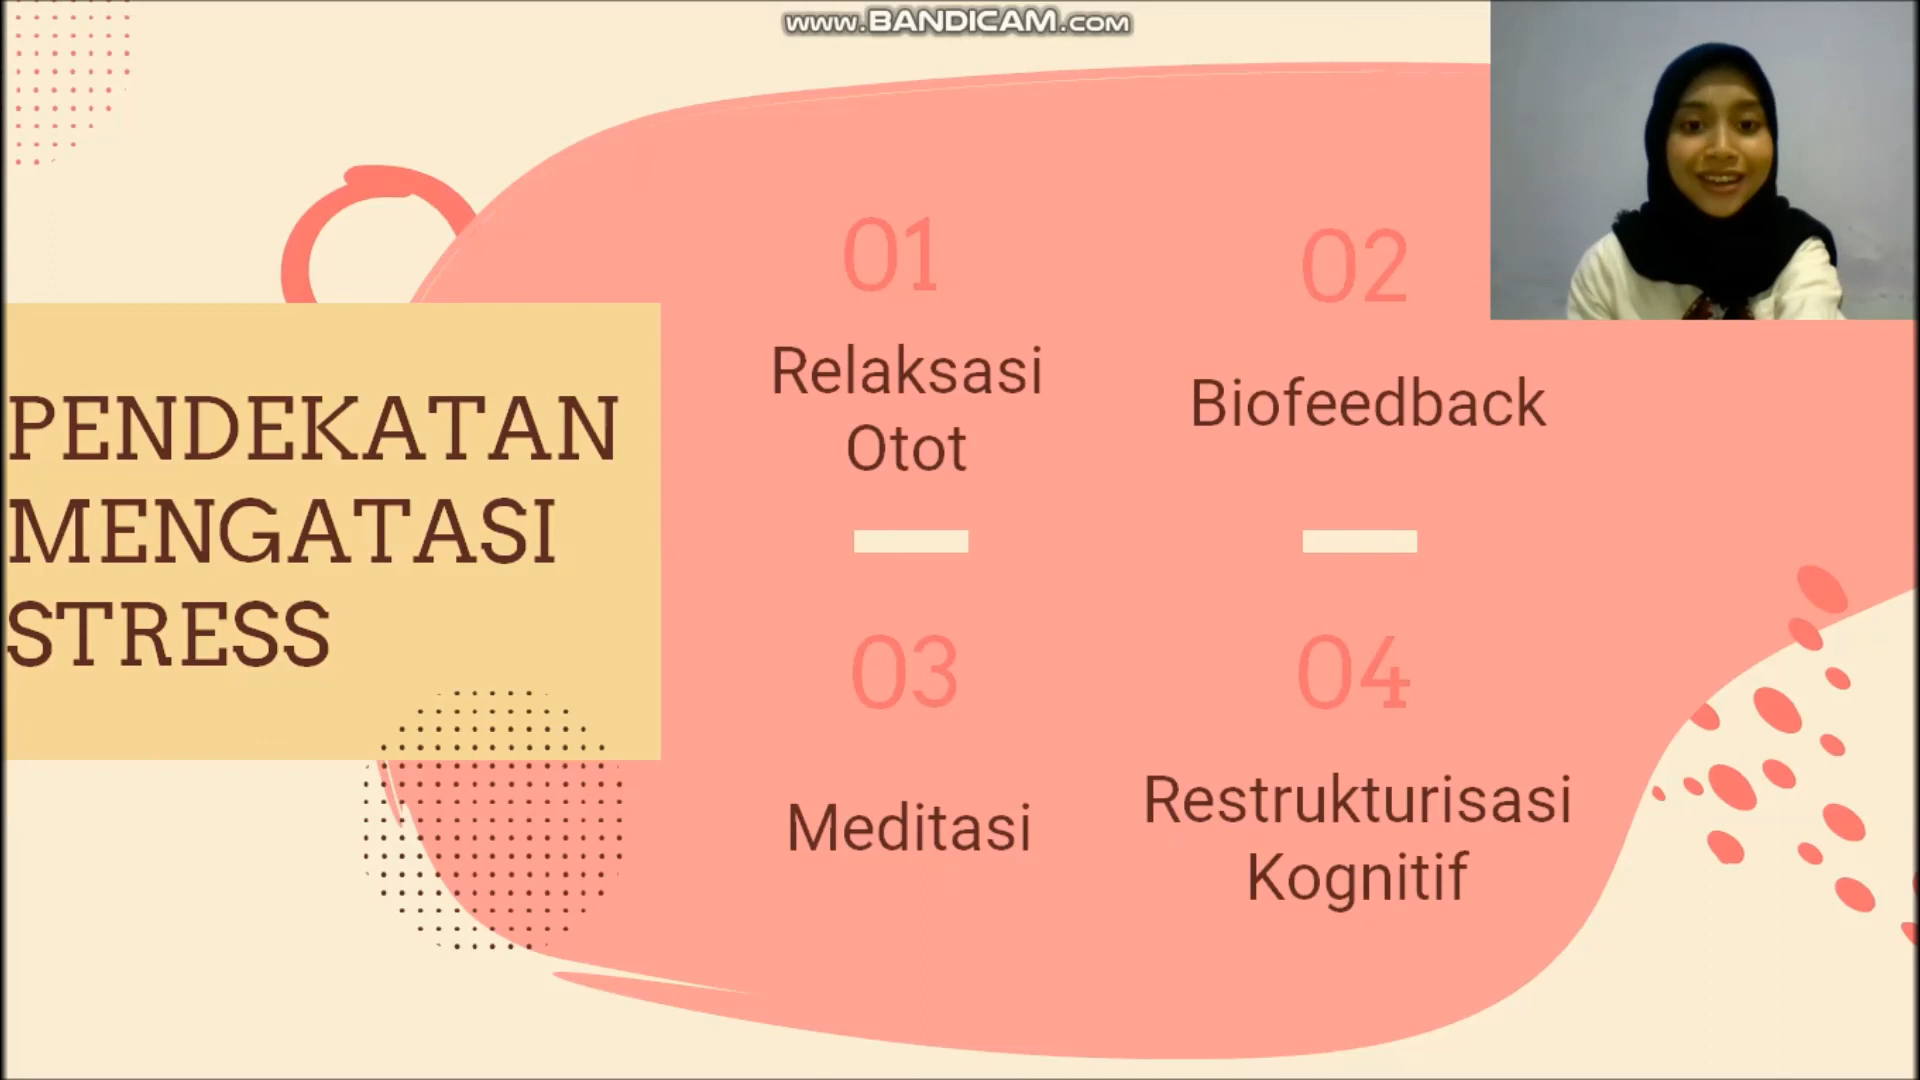 www.BANDICAM.com
PENDEKATAN
MENGATASI
STRESS
01
Relaksasi
Otot
02
Biofeedback
03
Meditasi
04
Restrukturisasi
Kognitif